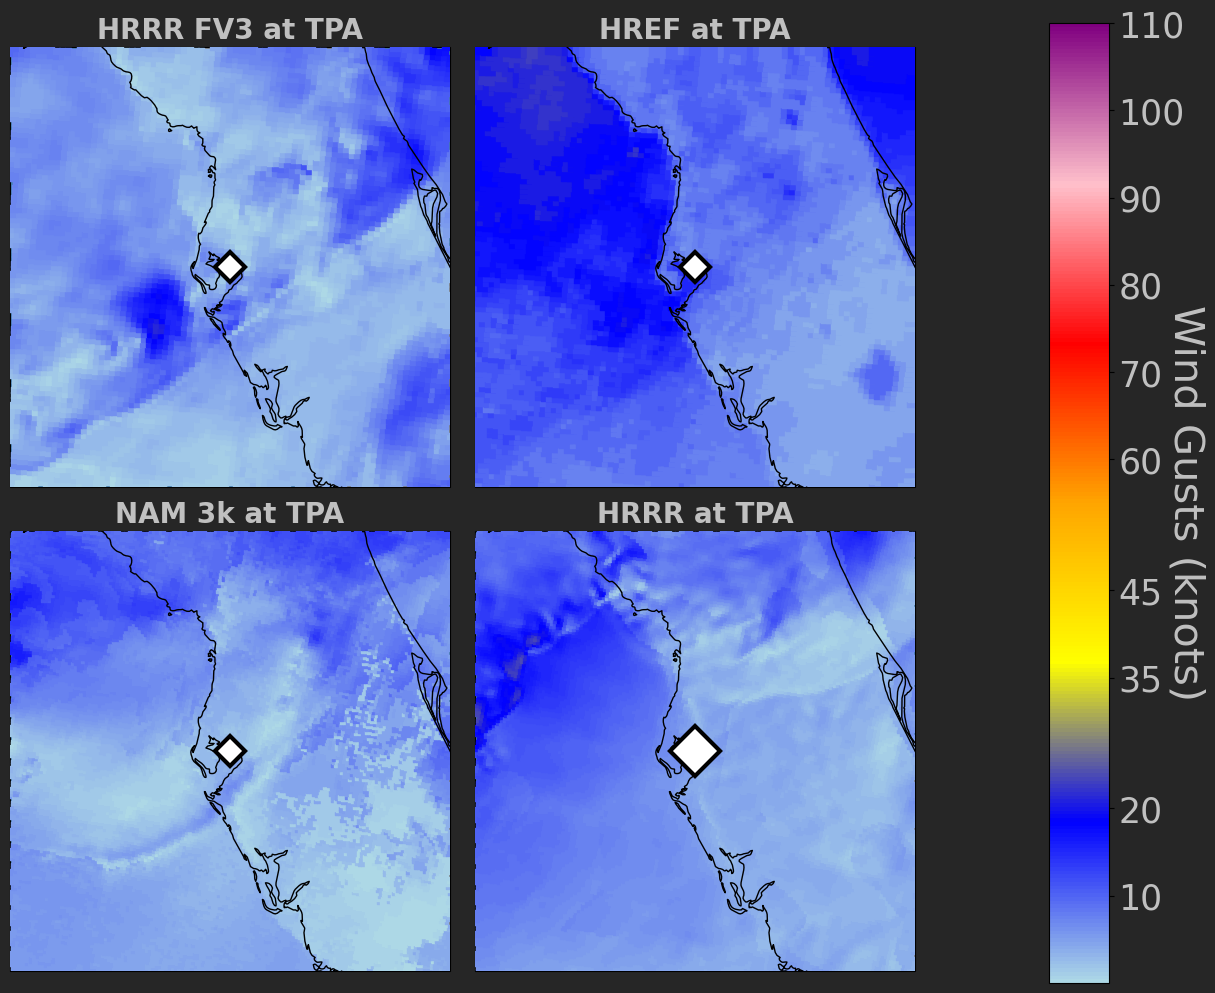 HRRR FV3 at TPA
HREF at TPA
NAM 3k at TPA
HRRR at TPA
110
100
90
80
70
60
45
35
20
10
Wind Gusts (knots)